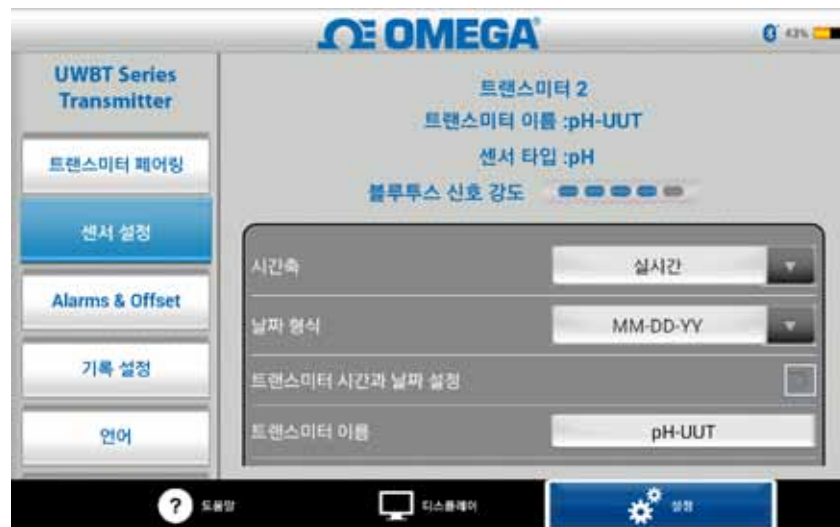 OMEGA
43%
UWBT Series
Transmitter
트랜스미터 페어링
센서 설정
Alarms & Offset
기록 설정
언어
트랜스미터 2
트랜스미터 이름 :pH-UUT
센서 타입 :pH
블루투스 신호 강도
시간축
실시간
날짜 형식
MM-DD-YY
트랜스미터 시간과 날짜 설정
트랜스미터 이름
pH-UUT
? 도움말
디스플레이
설정